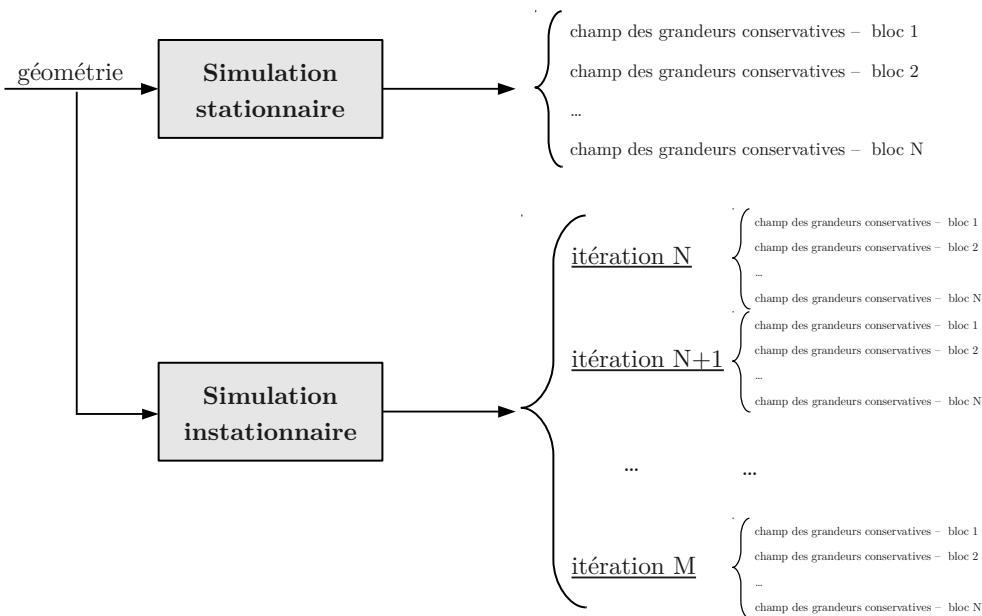 géométrie
Simulation
stationnaire
champ des grandeurs conservatives – bloc 1
champ des grandeurs conservatives – bloc 2
...
champ des grandeurs conservatives – bloc N
Simulation
instationnaire
itération N
champ des grandeurs conservatives – bloc 1
champ des grandeurs conservatives – bloc 2
...
champ des grandeurs conservatives – bloc N
itération N+1
champ des grandeurs conservatives – bloc 1
champ des grandeurs conservatives – bloc 2
...
champ des grandeurs conservatives – bloc N
... ...
itération M
champ des grandeurs conservatives – bloc 1
champ des grandeurs conservatives – bloc 2
...
champ des grandeurs conservatives – bloc N